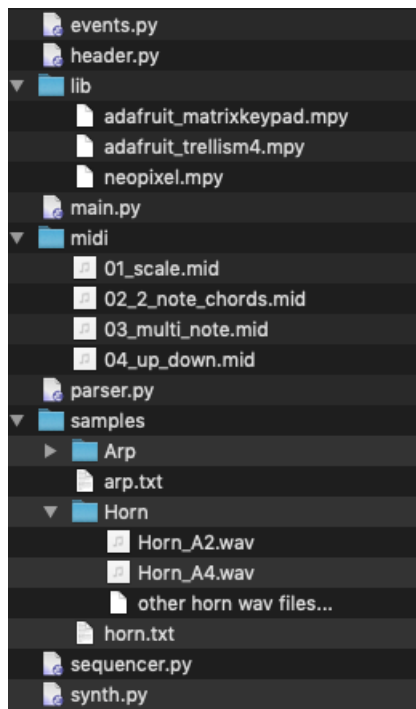 events.py
header.py
lib
adafruit_matrixkeypad.mpy
adafruit_trellism4.mpy
neopixel.mpy
main.py
midi
01_scale.mid
02_2_note_chords.mid
03_multi_note.mid
04_up_down.mid
parser.py
samples
Arp
arp.txt
Horn
Horn_A2.wav
Horn_A4.wav
other horn wav files...
horn.txt
sequencer.py
synth.py